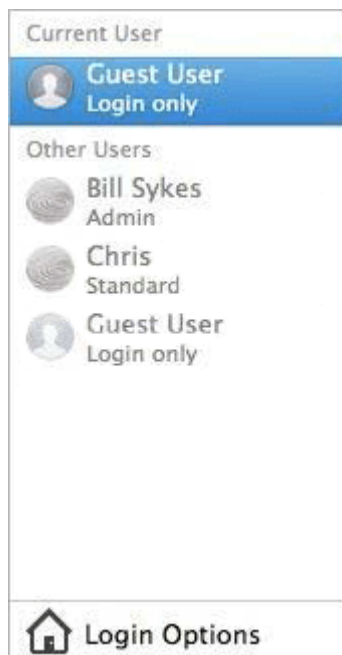 Current User
Guest User
Login only
Other Users
Bill Sykes
Admin
Chris
Standard
Guest User
Login only
Login Options